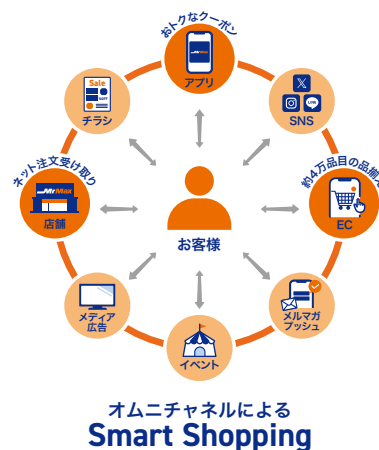 おトクなクーポン
MrMax
アプリ
Sale
チラシ
X
LINE
SNS
ネット注文受け取り
MrMax
店舗
お客様
約4万品目の品揃え
EC
メディア
広告
イベント
メルマガ
プッシュ
オムニチャネルによる
Smart Shopping